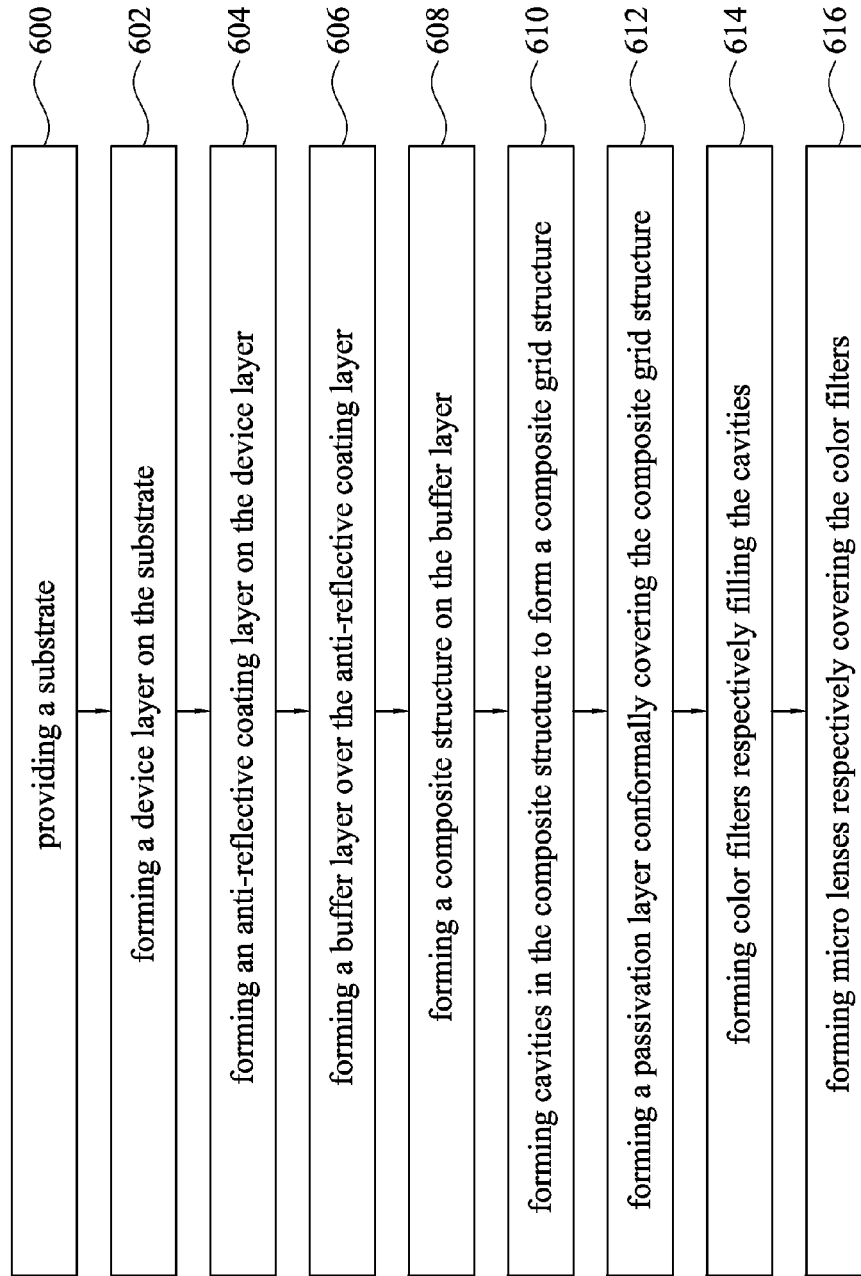 providing a substrate 600
forming a device layer on the substrate 602
forming an anti-reflective coating layer on the device layer 604
forming a buffer layer over the anti-reflective coating layer 606
forming a composite structure on the buffer layer 608
forming cavities in the composite structure to form a composite grid structure 610
forming a passivation layer conformally covering the composite grid structure 612
forming color filters respectively filling the cavities 614
forming micro lenses respectively covering the color filters 616